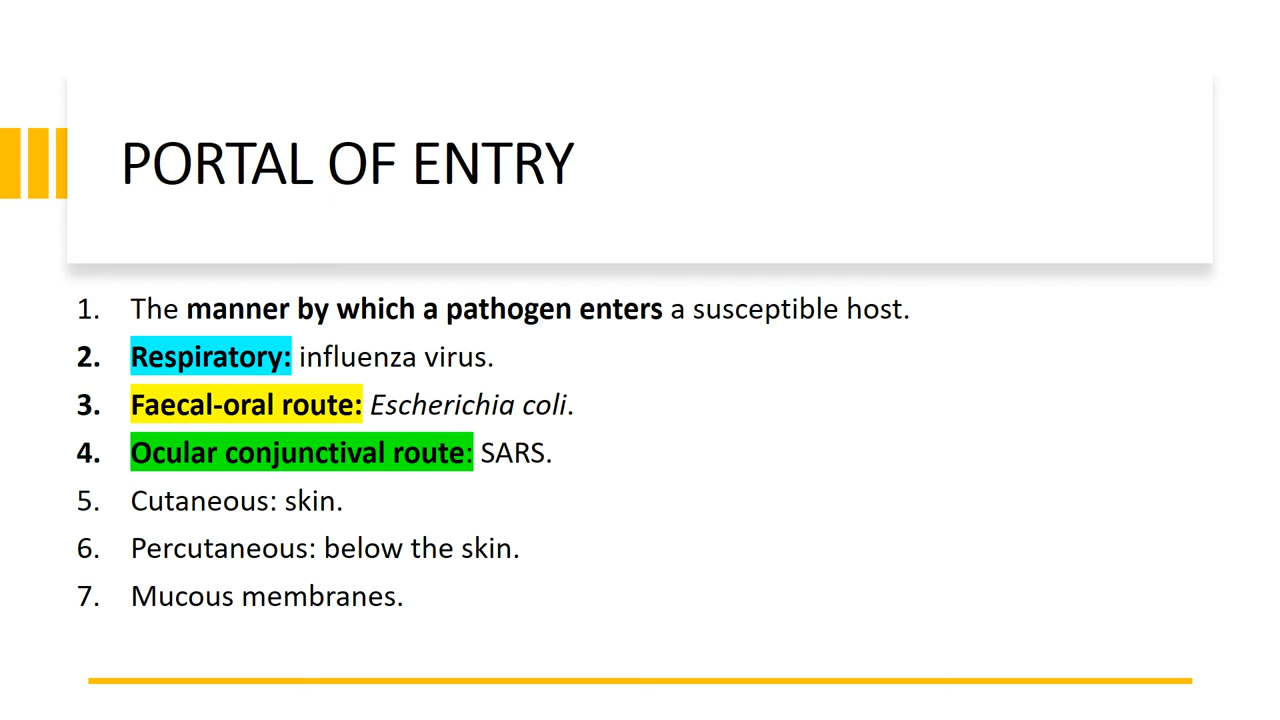 PORTAL OF ENTRY
1. The manner by which a pathogen enters a susceptible host.
2. Respiratory: influenza virus.
3. Faecal-oral route: Escherichia coli.
4. Ocular conjunctival route: SARS.
5. Cutaneous: skin.
6. Percutaneous: below the skin.
7. Mucous membranes.